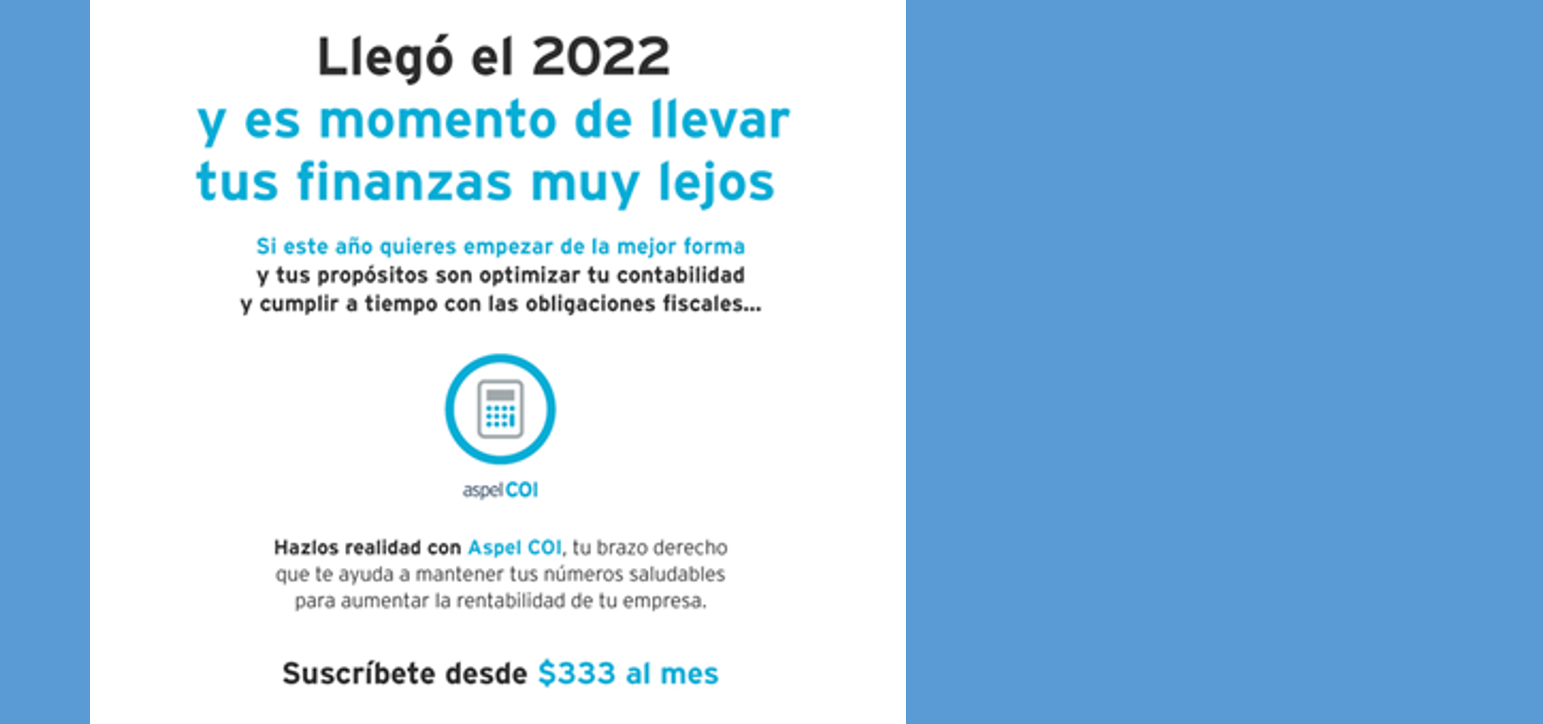 Llegó el 2022
y es momento de llevar
tus finanzas muy lejos
Si este año quieres empezar de la mejor forma
y tus propósitos son optimizar tu contabilidad
y cumplir a tiempo con las obligaciones fiscales...
aspel COI
Hazlos realidad con Aspel COI, tu brazo derecho
que te ayuda a mantener tus números saludables
para aumentar la rentabilidad de tu empresa.
Suscríbete desde $333 al mes